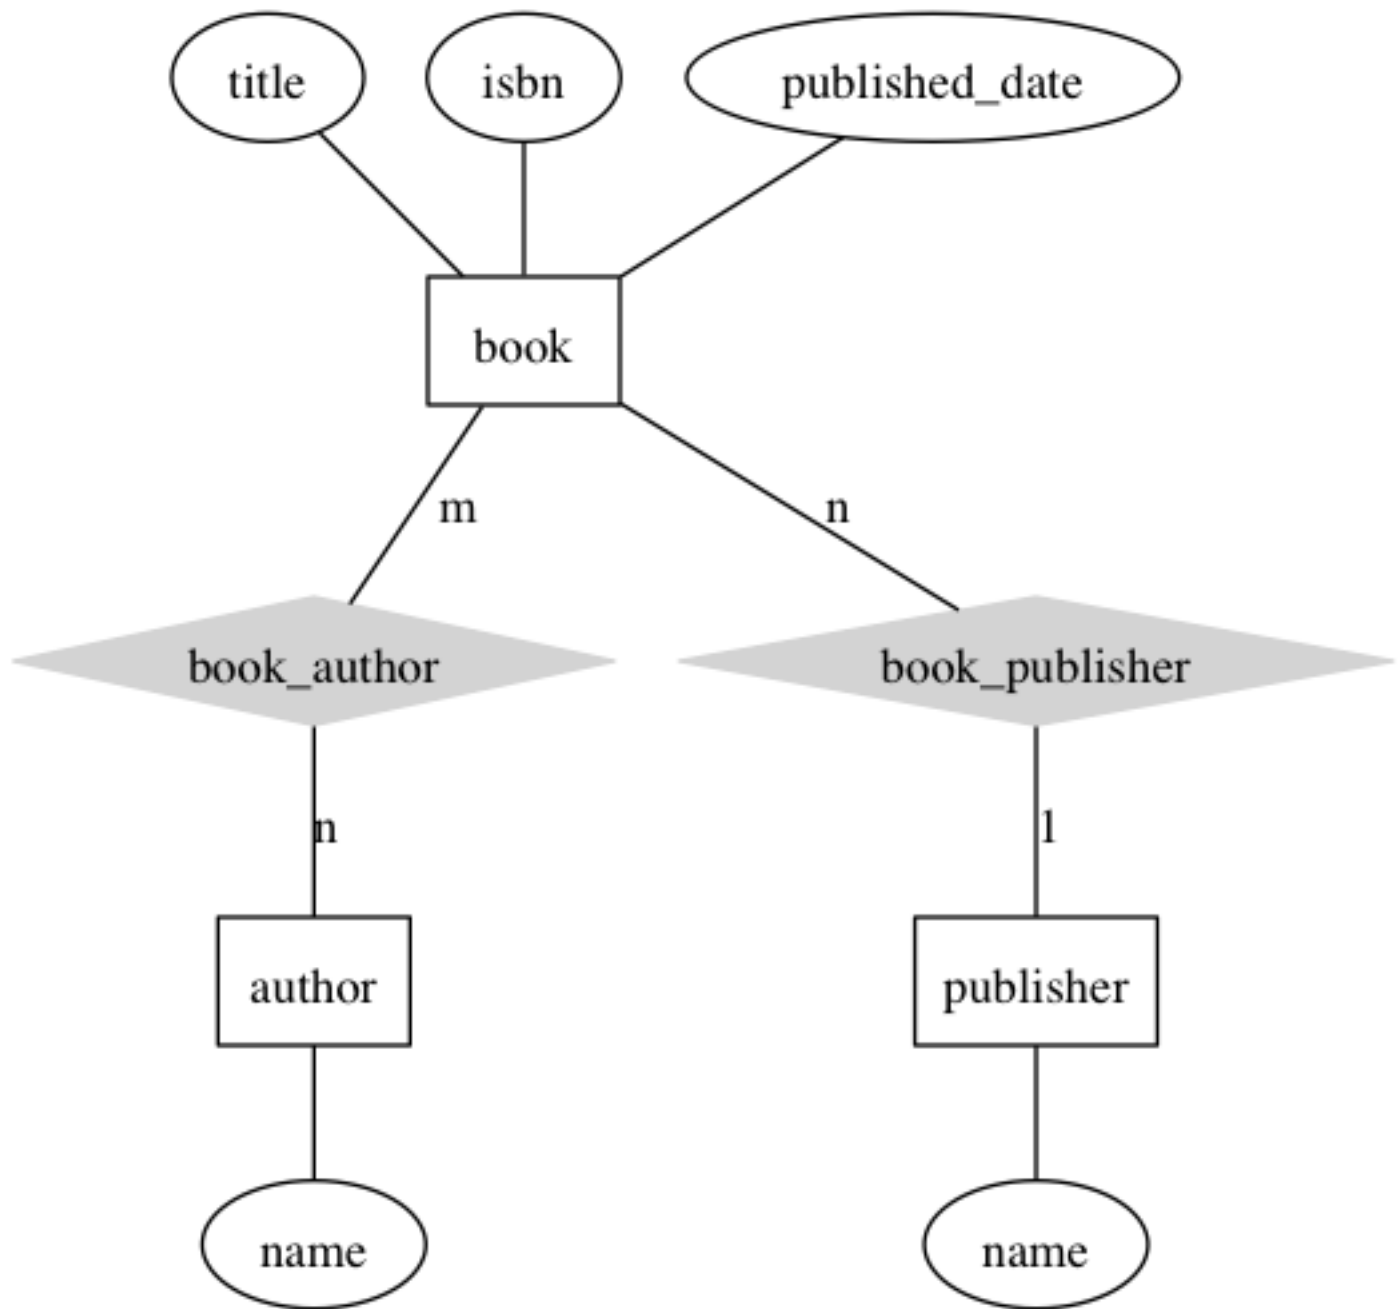 title
isbn
published_date
book
m
n
book_author
book_publisher
n
1
author
publisher
name
name